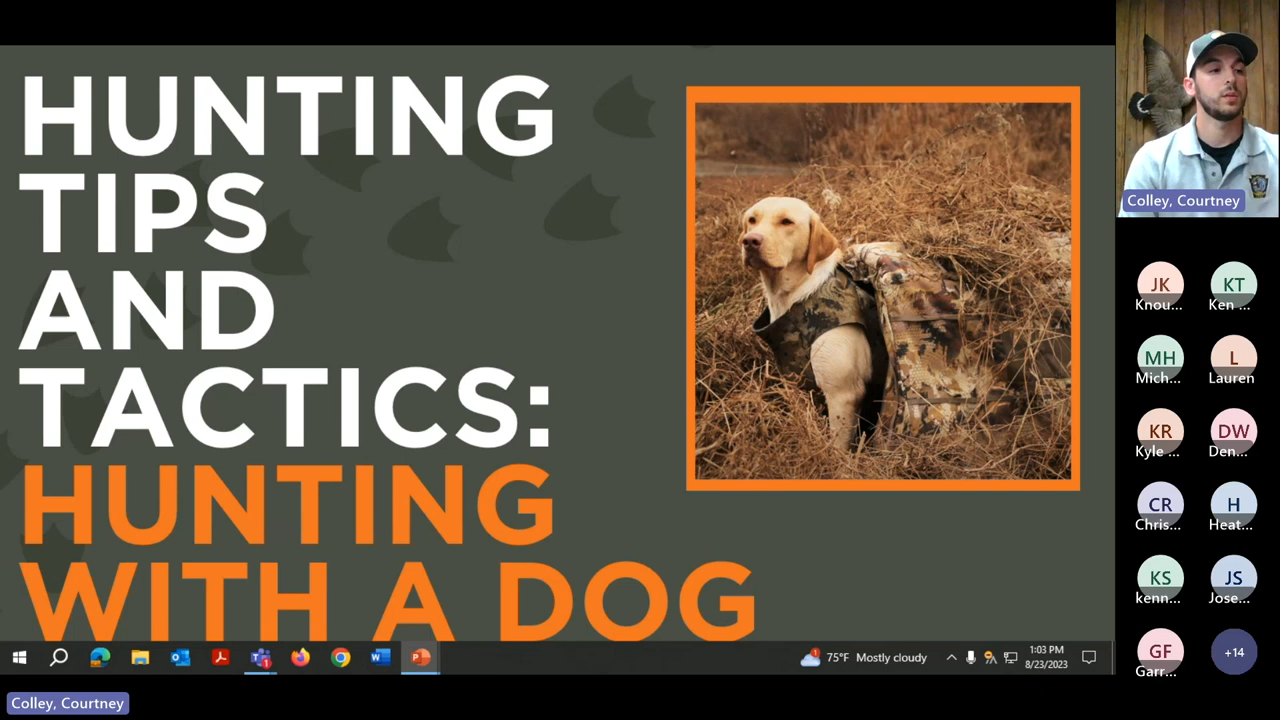 HUNTING
TIPS
AND
TACTICS:
HUNTING
WITH A DOG
Colley, Courtney
JK
KT
Knou...
Ken ...
MH
L
Mich...
Lauren
KR
DW
Kyle ...
Den...
CR
H
Chris...
Heat...
KS
JS
kenn...
Jose...
GF
+14
Garr...
1
1
75°F Mostly cloudy
1:03 PM
8/23/2023
Colley, Courtney